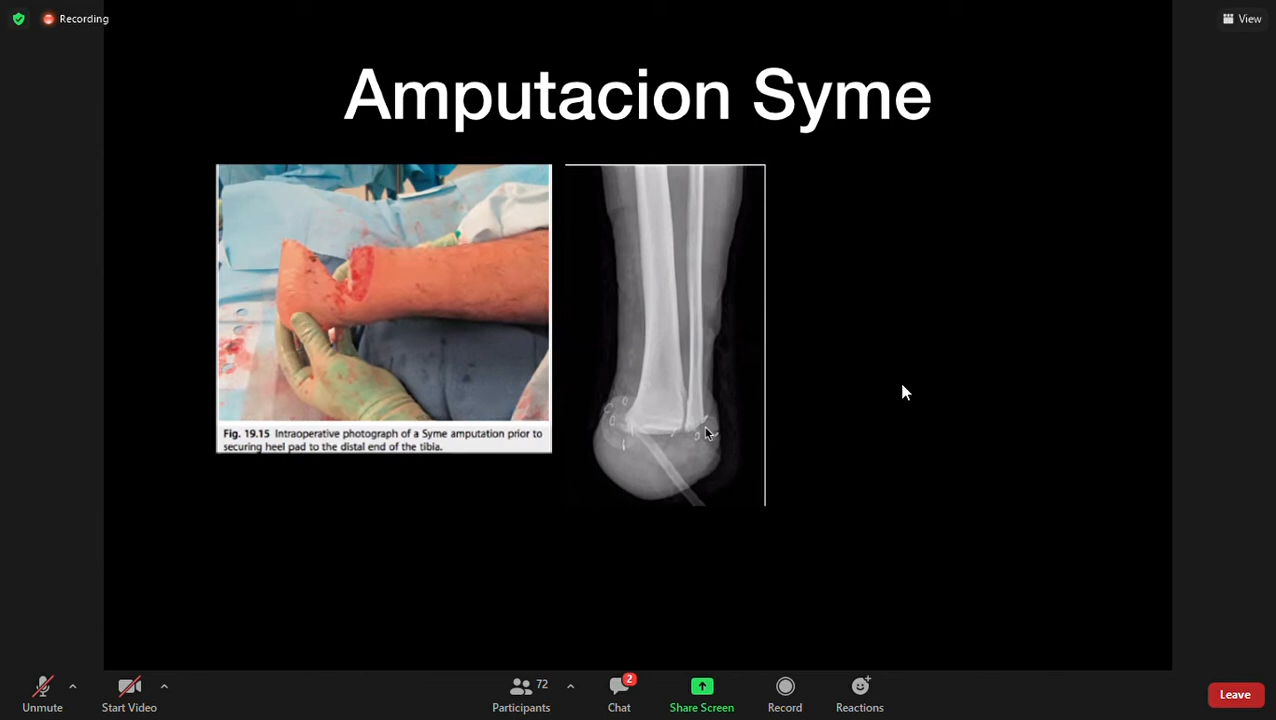 Recording
View
Amputacion Syme
Fig. 19.15 Intraoperative photograph of a Syme amputation prior to
securing heel pad to the distal end of the tibia.
Unmute
Start Video
72
Participants
2
Chat
Share Screen
Record
Reactions
Leave